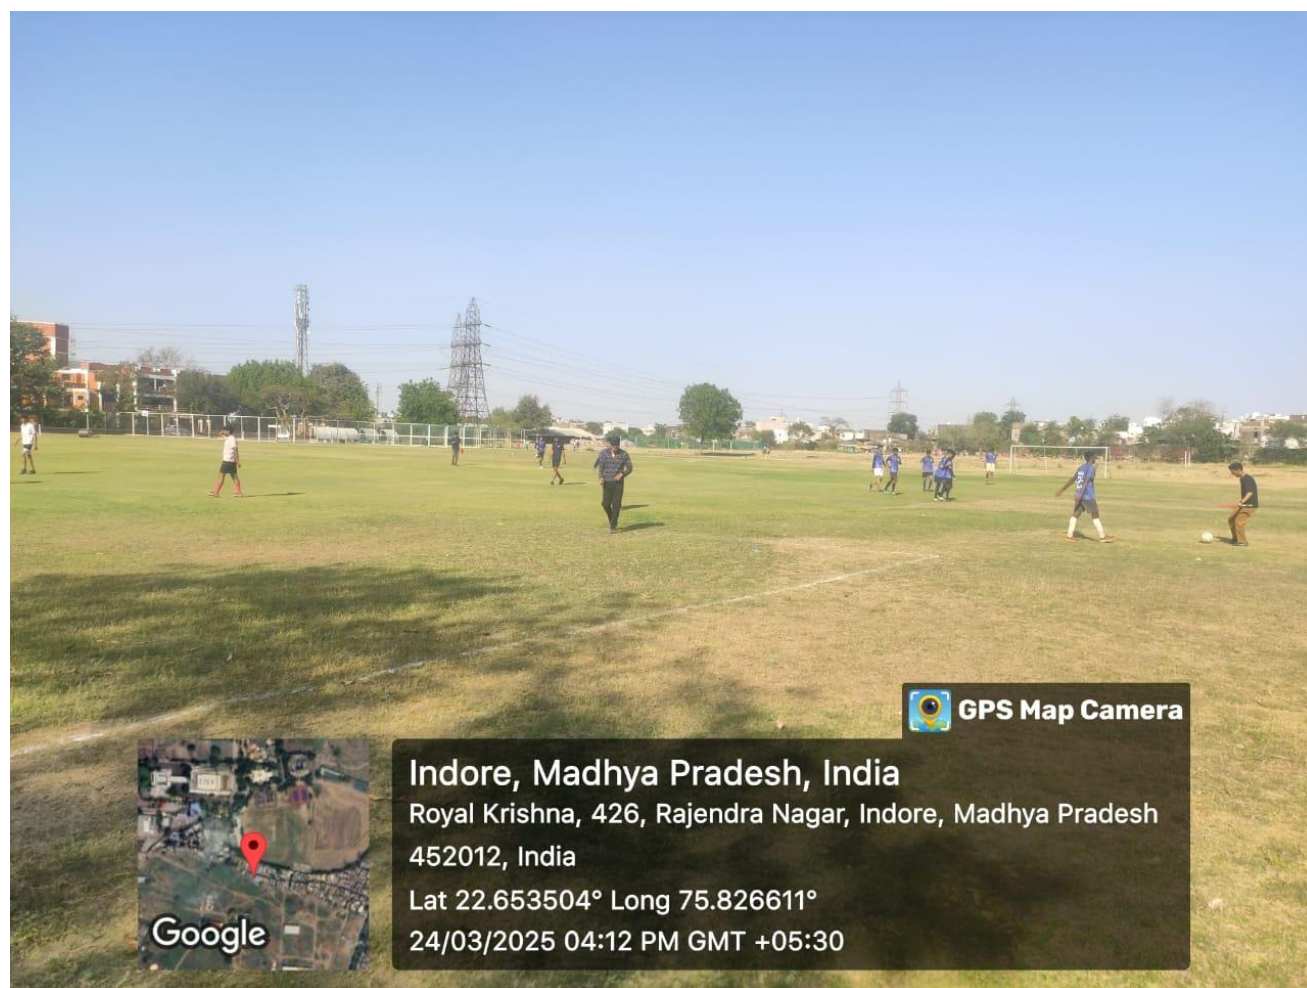 GPS Map Camera
Indore, Madhya Pradesh, India
Royal Krishna, 426, Rajendra Nagar, Indore, Madhya Pradesh
452012, India
Lat 22.653504° Long 75.826611°
24/03/2025 04:12 PM GMT +05:30
Google